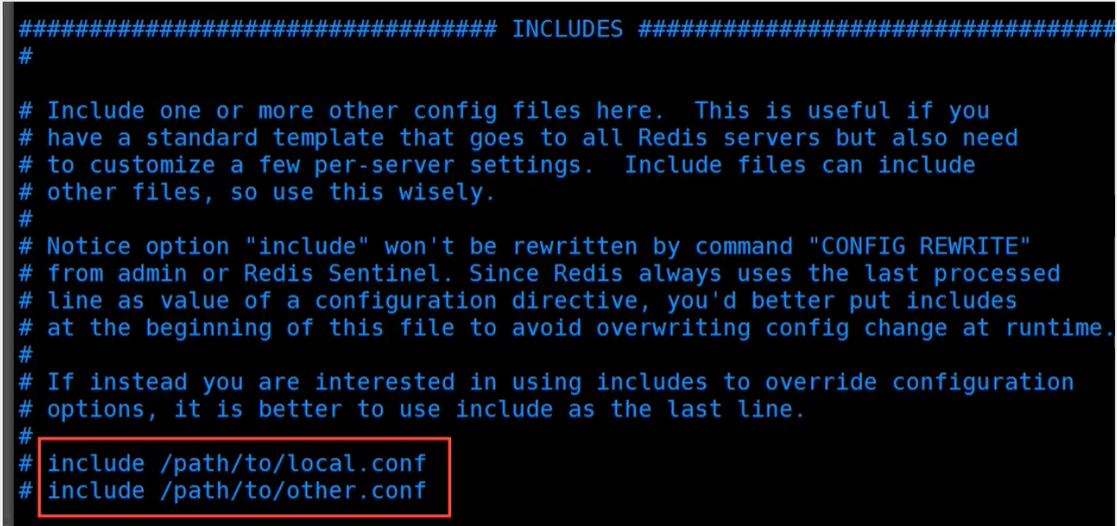 ################################## INCLUDES ##################################
#
# Include one or more other config files here.  This is useful if you
# have a standard template that goes to all Redis servers but also need
# to customize a few per-server settings.  Include files can include
# other files, so use this wisely.
#
# Notice option "include" won't be rewritten by command "CONFIG REWRITE"
# from admin or Redis Sentinel. Since Redis always uses the last processed
# line as value of a configuration directive, you'd better put includes
# at the beginning of this file to avoid overwriting config change at runtime.
#
# If instead you are interested in using includes to override configuration
# options, it is better to use include as the last line.
#
# include /path/to/local.conf
# include /path/to/other.conf